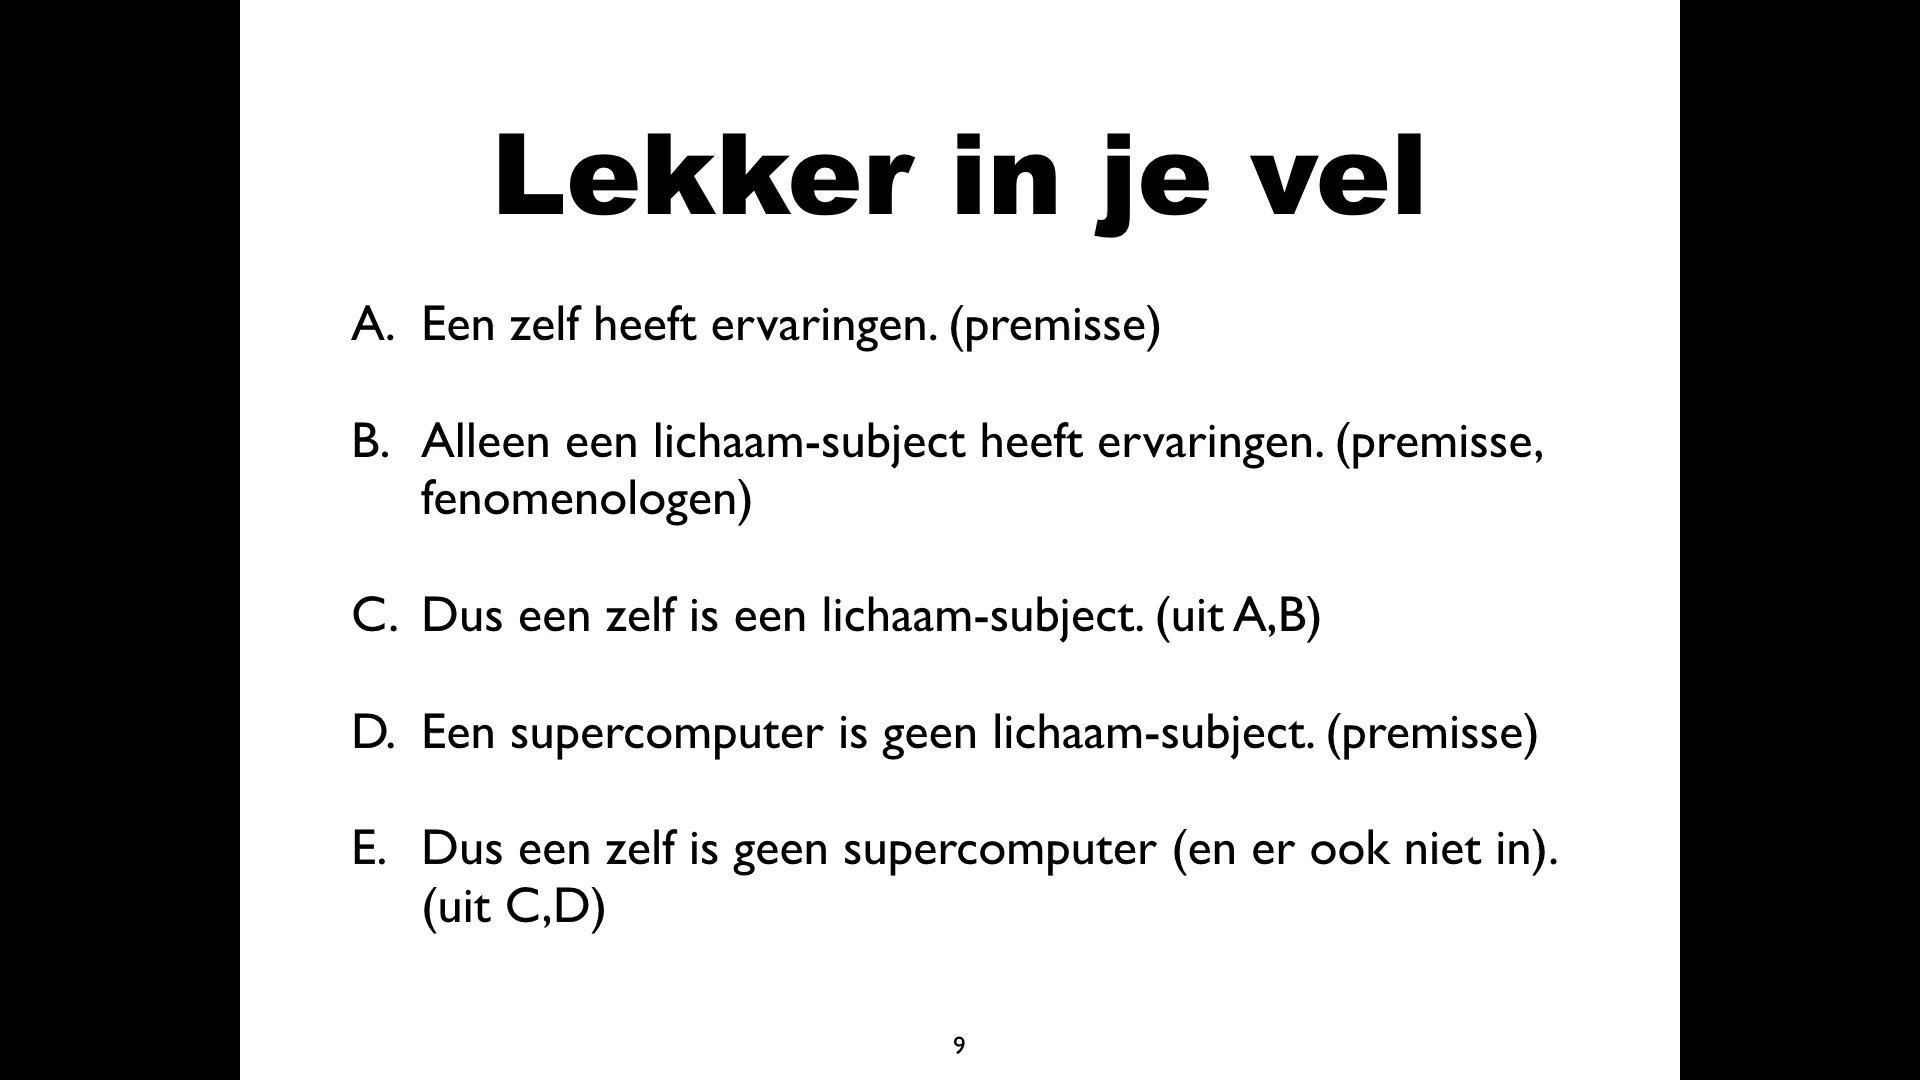 Lekker in je vel
A. Een zelf heeft ervaringen. (premisse)
B. Alleen een lichaam-subject heeft ervaringen. (premisse,
fenomenologen)
C. Dus een zelf is een lichaam-subject. (uit A,B)
D. Een supercomputer is geen lichaam-subject. (premisse)
E. Dus een zelf is geen supercomputer (en er ook niet in).
(uit C,D)
9